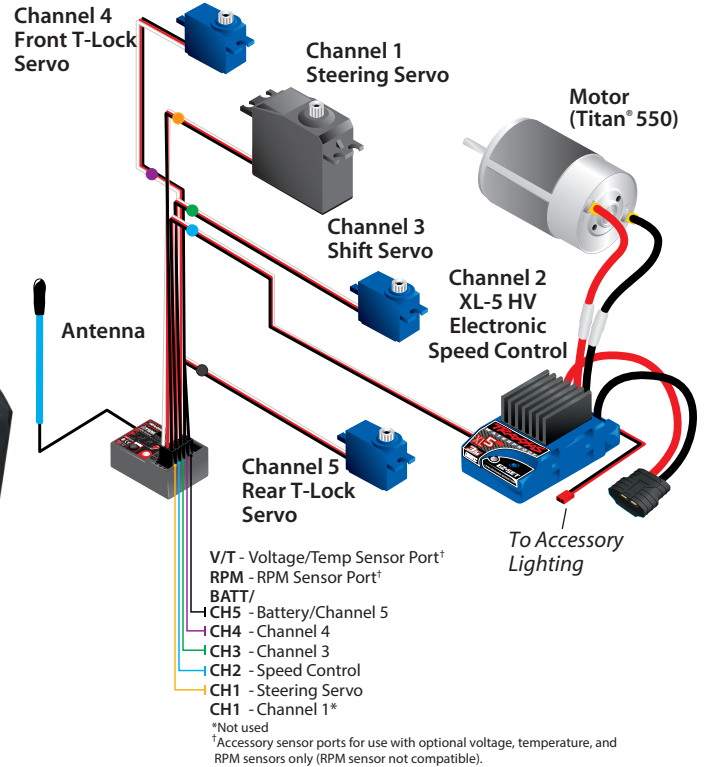 Channel 4
Front T-Lock
Servo
Channel 1
Steering Servo
Motor
(Titan® 550)
Channel 3
Shift Servo
Channel 2
XL-5 HV
Electronic
Speed Control
Antenna
TRAXXAS
XL5
EZ-SET
Channel 5
Rear T-Lock
Servo
To Accessory
Lighting
V/T - Voltage/Temp Sensor Port†
RPM - RPM Sensor Port†
BATT/
CH5 - Battery/Channel 5
CH4 - Channel 4
CH3 - Channel 3
CH2 - Speed Control
CH1 - Steering Servo
CH1 - Channel 1*
*Not used
†Accessory sensor ports for use with optional voltage, temperature, and
RPM sensors only (RPM sensor not compatible).